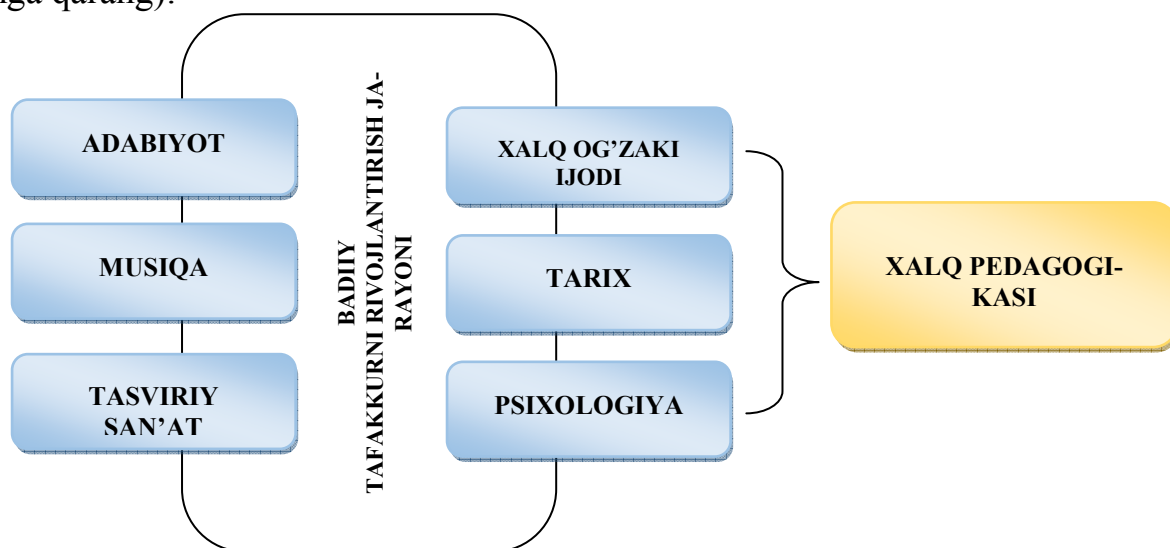 nga qarang).
ADABIYOT
MUSIQA
TASVIRIY
SAN’AT
BADIIY
TAFAKKURNI RIVOJLANTIRISH JA-
RAYONI
XALQ OG’ZAKI
IJODI
TARIX
PSIXOLOGIYA
XALQ PEDAGOGI-
KASI